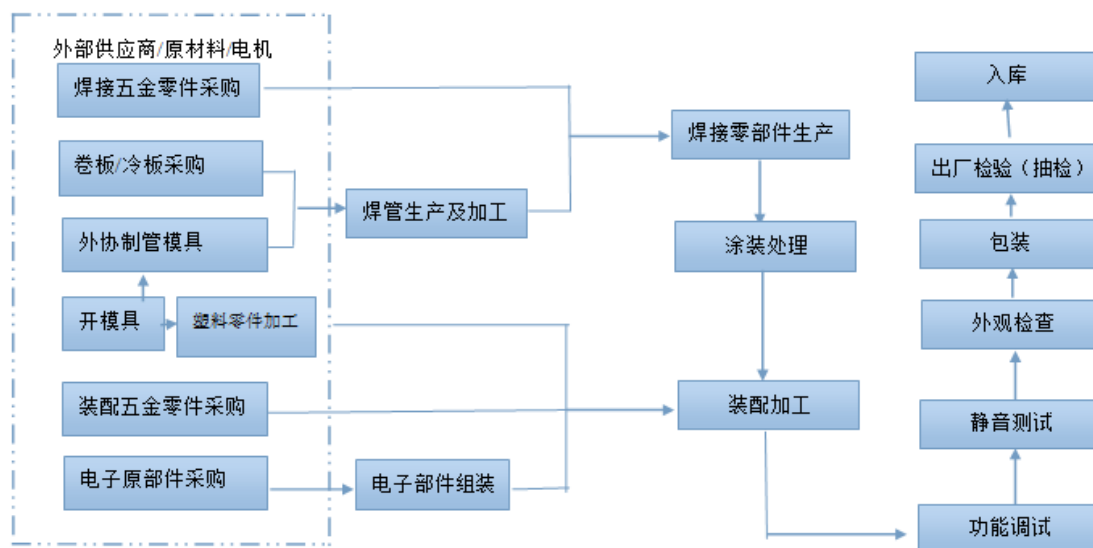 外部供应商/原材料/电机
焊接五金零件采购
卷板/冷板采购
外协制管模具
开模具
塑料零件加工
装配五金零件采购
电子原部件采购
焊管生产及加工
电子部件组装
焊接零部件生产
涂装处理
装配加工
入库
出厂检验（抽检）
包装
外观检查
静音测试
功能调试